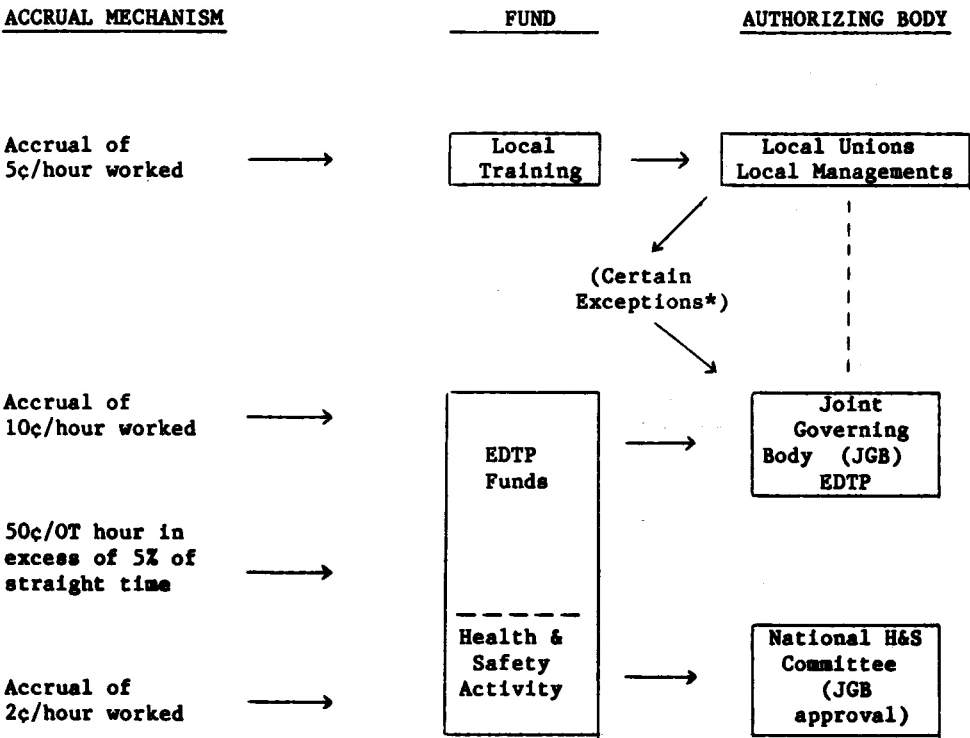 ACCRUAL MECHANISM
FUND
AUTHORIZING BODY
Accrual of
5¢/hour worked
Local
Training
Local Unions
Local Managements
(Certain
Exceptions*)
Accrual of
10¢/hour worked
EDTP
Funds
Joint
Governing
Body (JGB)
EDTP
50¢/OT hour in
excess of 5% of
straight time
Health &
Safety
Activity
National H&S
Committee
(JGB
approval)
Accrual of
2¢/hour worked